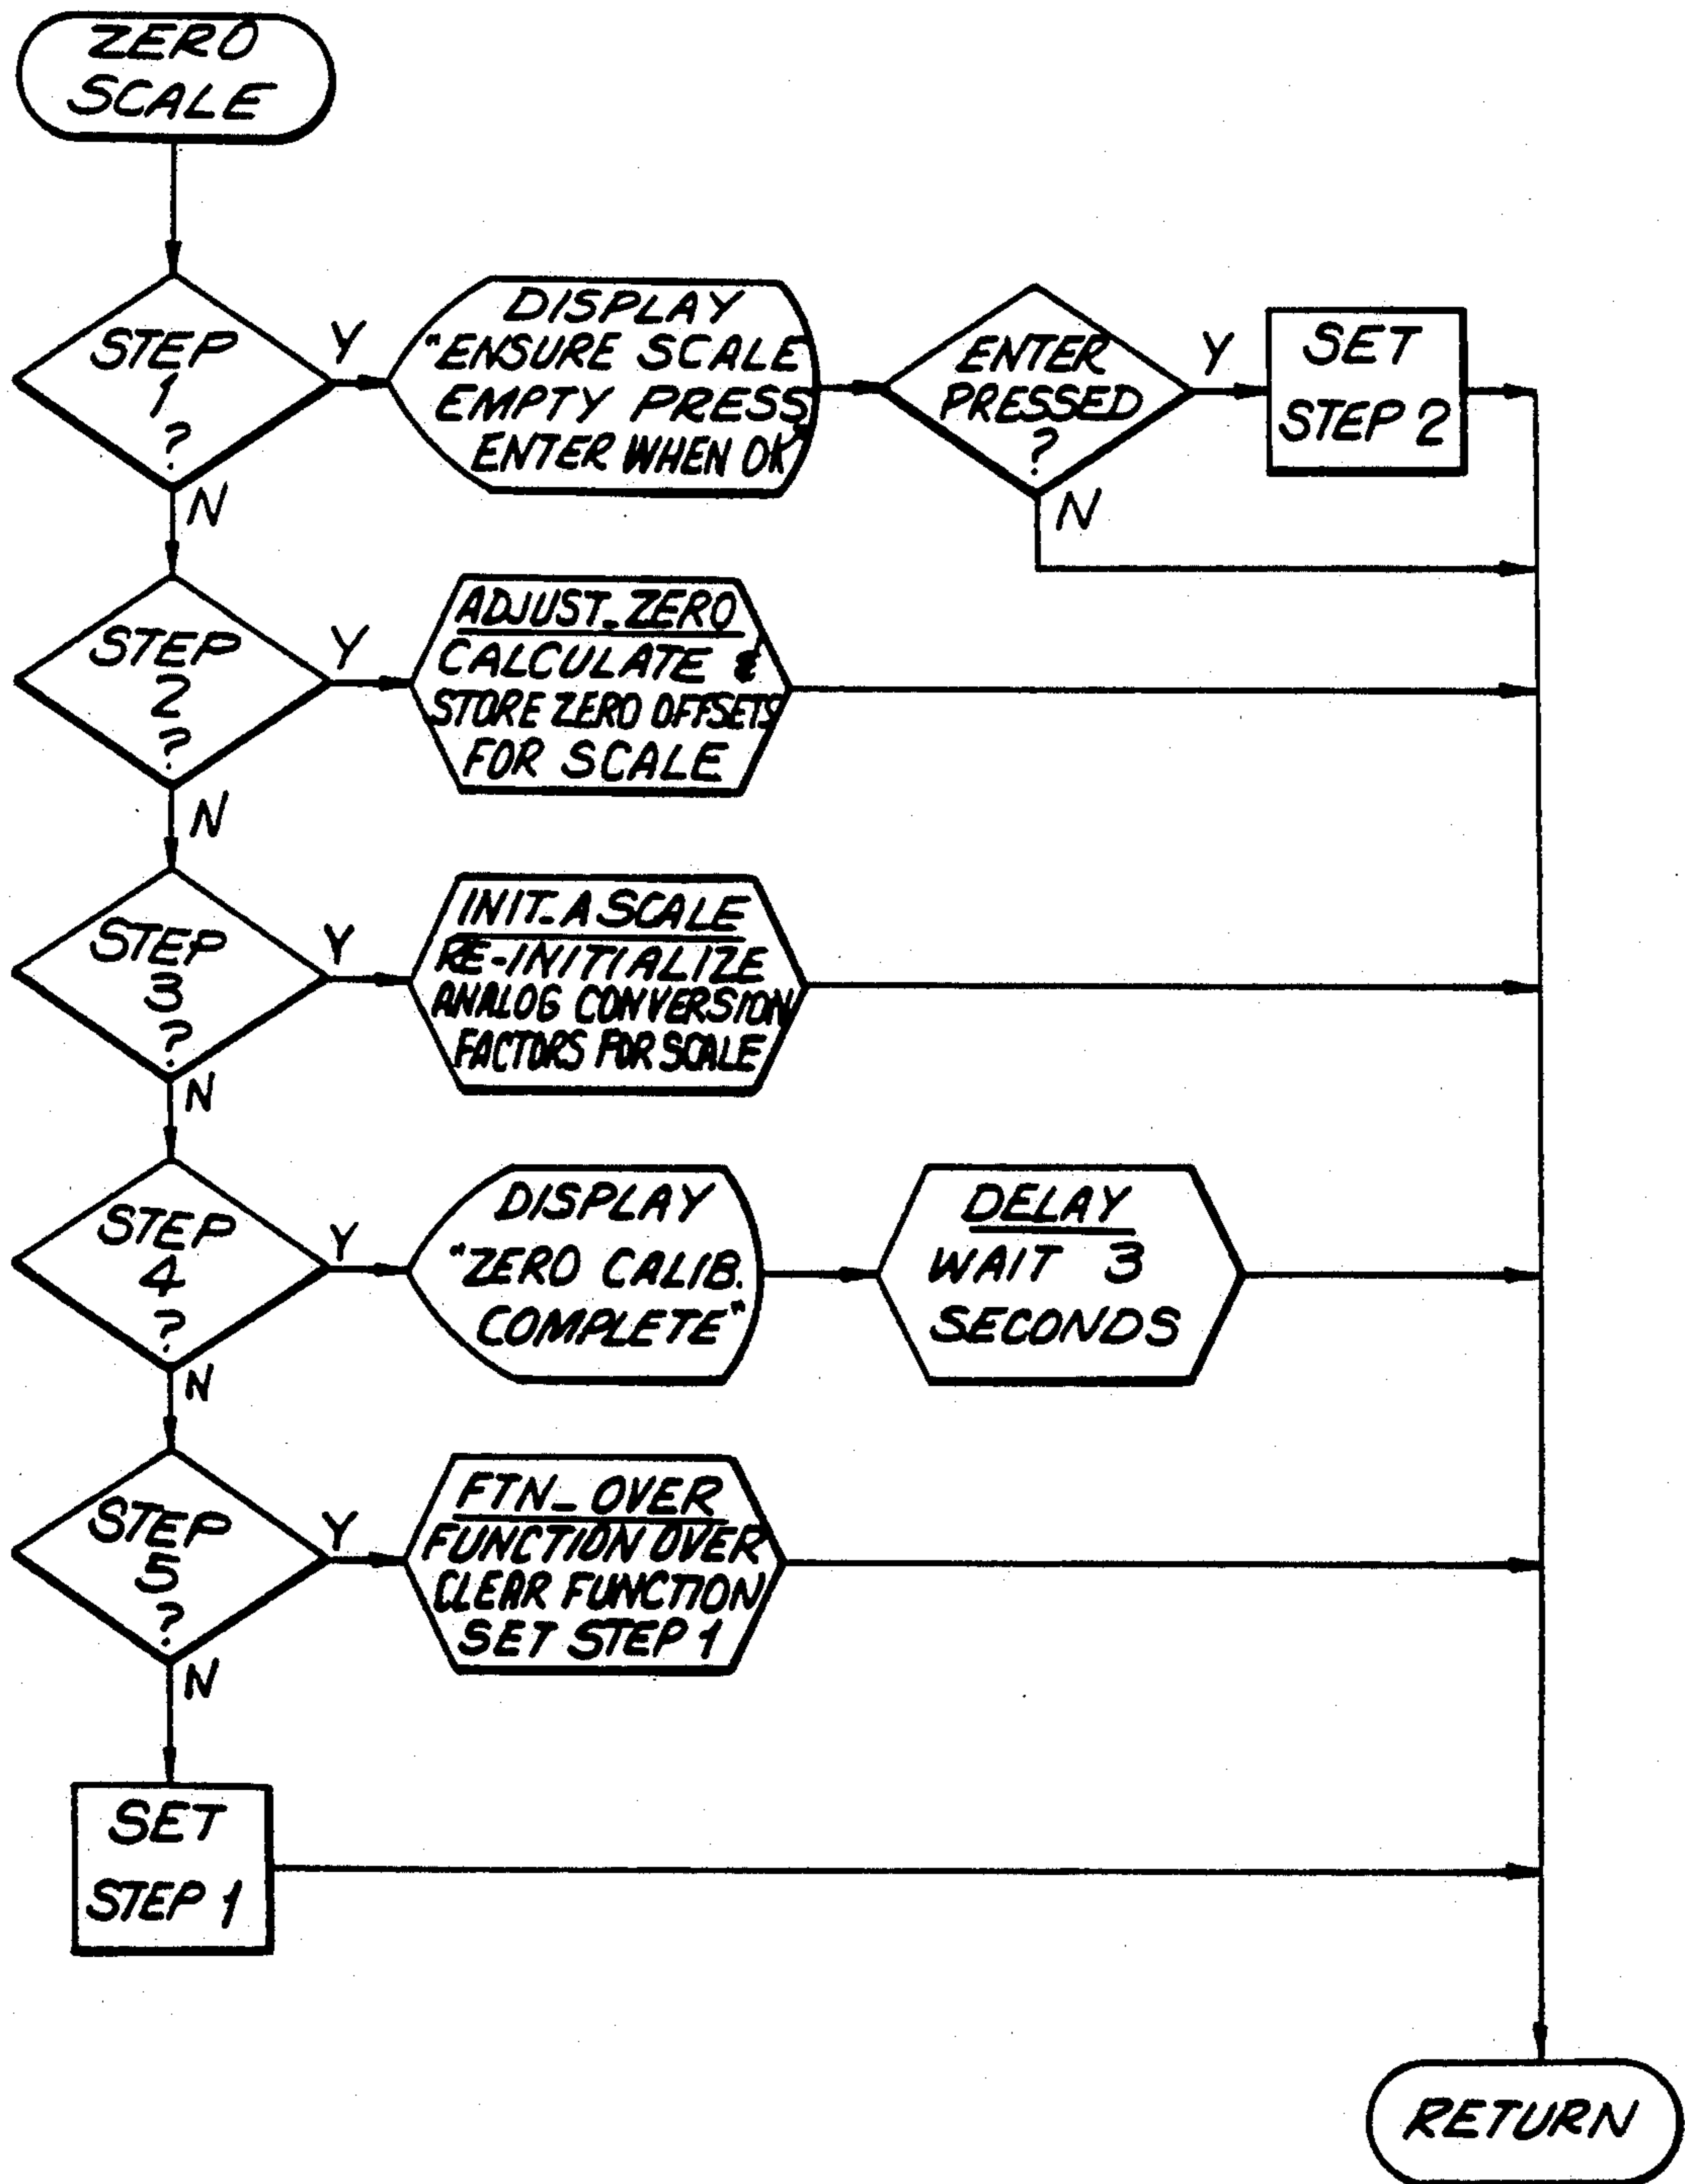 ZERO
SCALE
STEP
1
?
Y
N
DISPLAY
"ENSURE SCALE
EMPTY PRESS
ENTER WHEN OK"
ENTER
PRESSED
?
Y
N
SET
STEP 2
STEP
2
?
Y
N
ADJUST_ZERO
CALCULATE &
STORE ZERO OFFSETS
FOR SCALE
STEP
3
?
Y
N
INIT_A SCALE
RE-INITIALIZE
ANALOG CONVERSION
FACTORS FOR SCALE
STEP
4
?
Y
N
DISPLAY
"ZERO CALIB.
COMPLETE"
DELAY
WAIT 3
SECONDS
STEP
5
?
Y
N
FTN_OVER
FUNCTION OVER
CLEAR FUNCTION
SET STEP 1
SET
STEP 1
RETURN